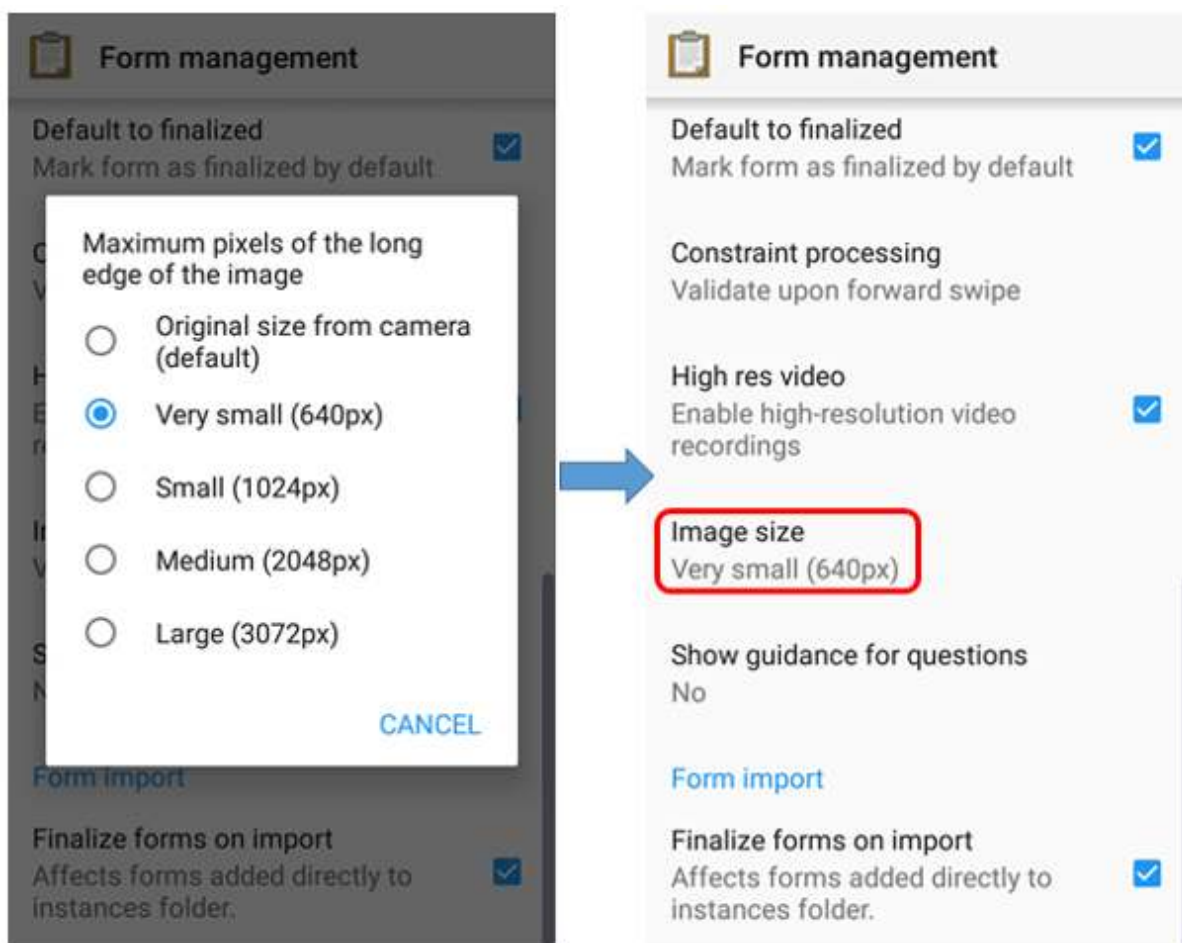 Form management
Default to finalized
Mark form as finalized by default
Maximum pixels of the long
edge of the image
Original size from camera
(default)
Very small (640px)
Small (1024px)
Medium (2048px)
Large (3072px)
CANCEL
Form import
Finalize forms on import
Affects forms added directly to
instances folder.
Form management
Default to finalized
Mark form as finalized by default
Constraint processing
Validate upon forward swipe
High res video
Enable high-resolution video
recordings
Image size
Very small (640px)
Show guidance for questions
No
Form import
Finalize forms on import
Affects forms added directly to
instances folder.